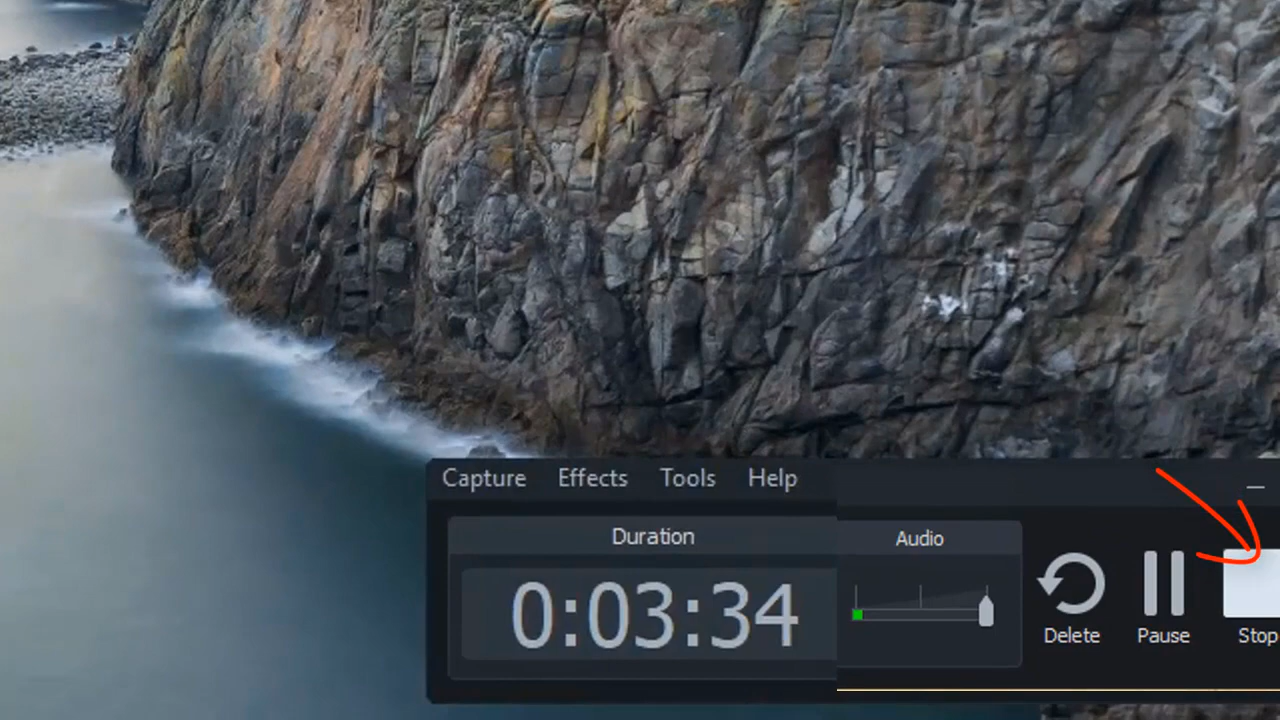 Capture Effects Tools Help
Duration
Audio
0:03:34
Delete
Pause
Stop